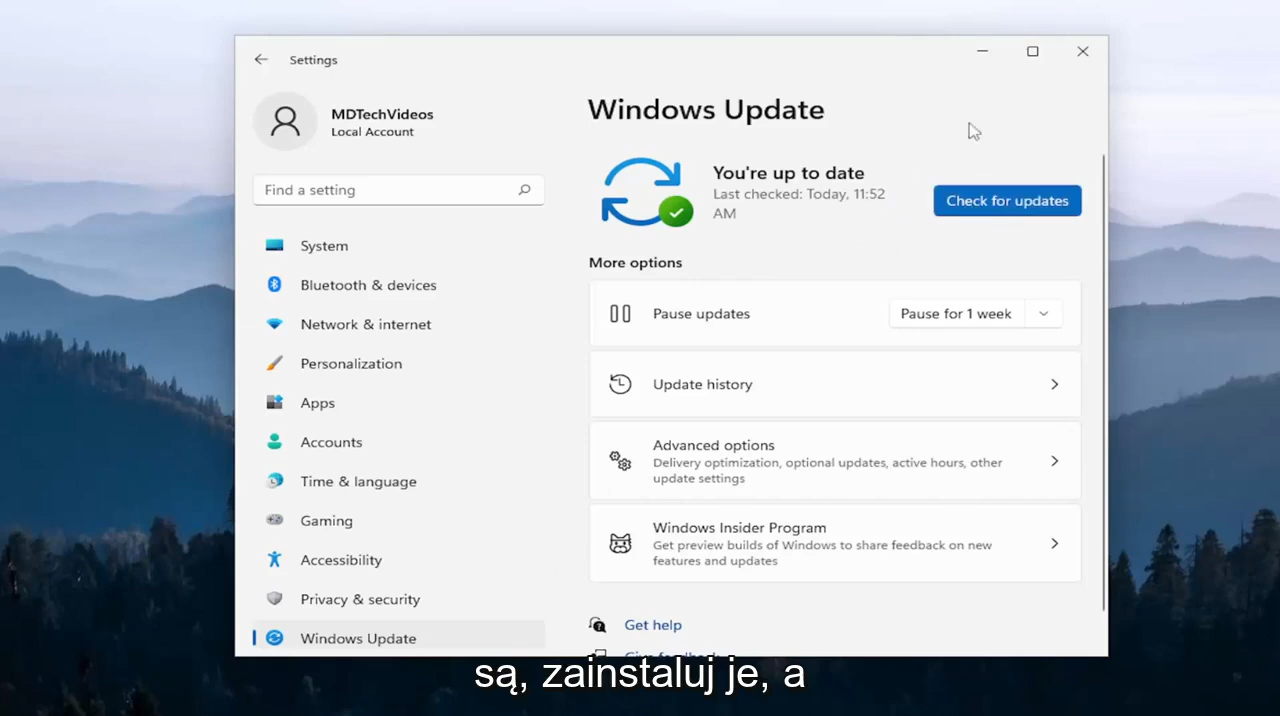 Settings
MDTechVideos
Local Account
Find a setting
System
Bluetooth & devices
Network & internet
Personalization
Apps
Accounts
Time & language
Gaming
Accessibility
Privacy & security
Windows Update
Windows Update
You're up to date
Last checked: Today, 11:52
AM
Check for updates
More options
Pause updates
Pause for 1 week
Update history
Advanced options
Delivery optimization, optional updates, active hours, other
update settings
Windows Insider Program
Get preview builds of Windows to share feedback on new
features and updates
Get help
są, zainstaluj je, a